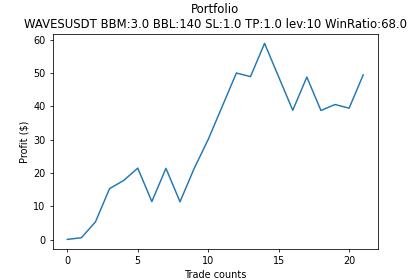 Portfolio
WAVESUSDT BBM:3.0 BBL:140 SL:1.0 TP:1.0 lev:10 WinRatio:68.0
60
50
40
30
20
10
0
Profit ($)
0 5 10 15 20
Trade counts